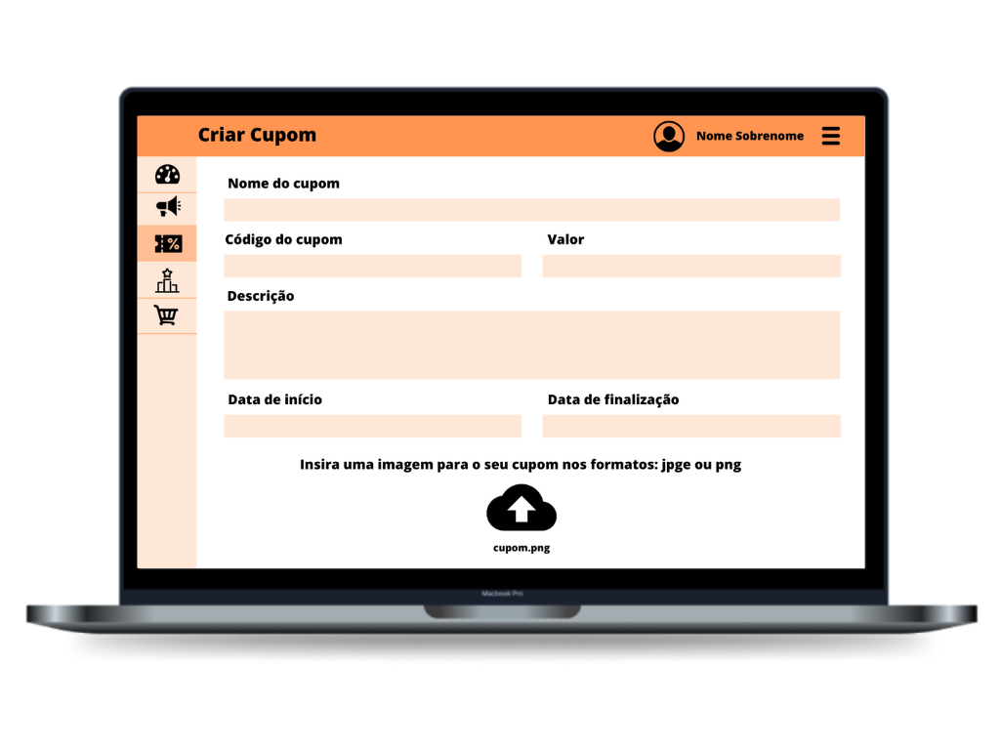 Criar Cupom
Nome Sobrenome
%
Nome do cupom
Código do cupom
Valor
Descrição
Data de início
Data de finalização
Insira uma imagem para o seu cupom nos formatos: jpge ou png
cupom.png
Macbook Pro